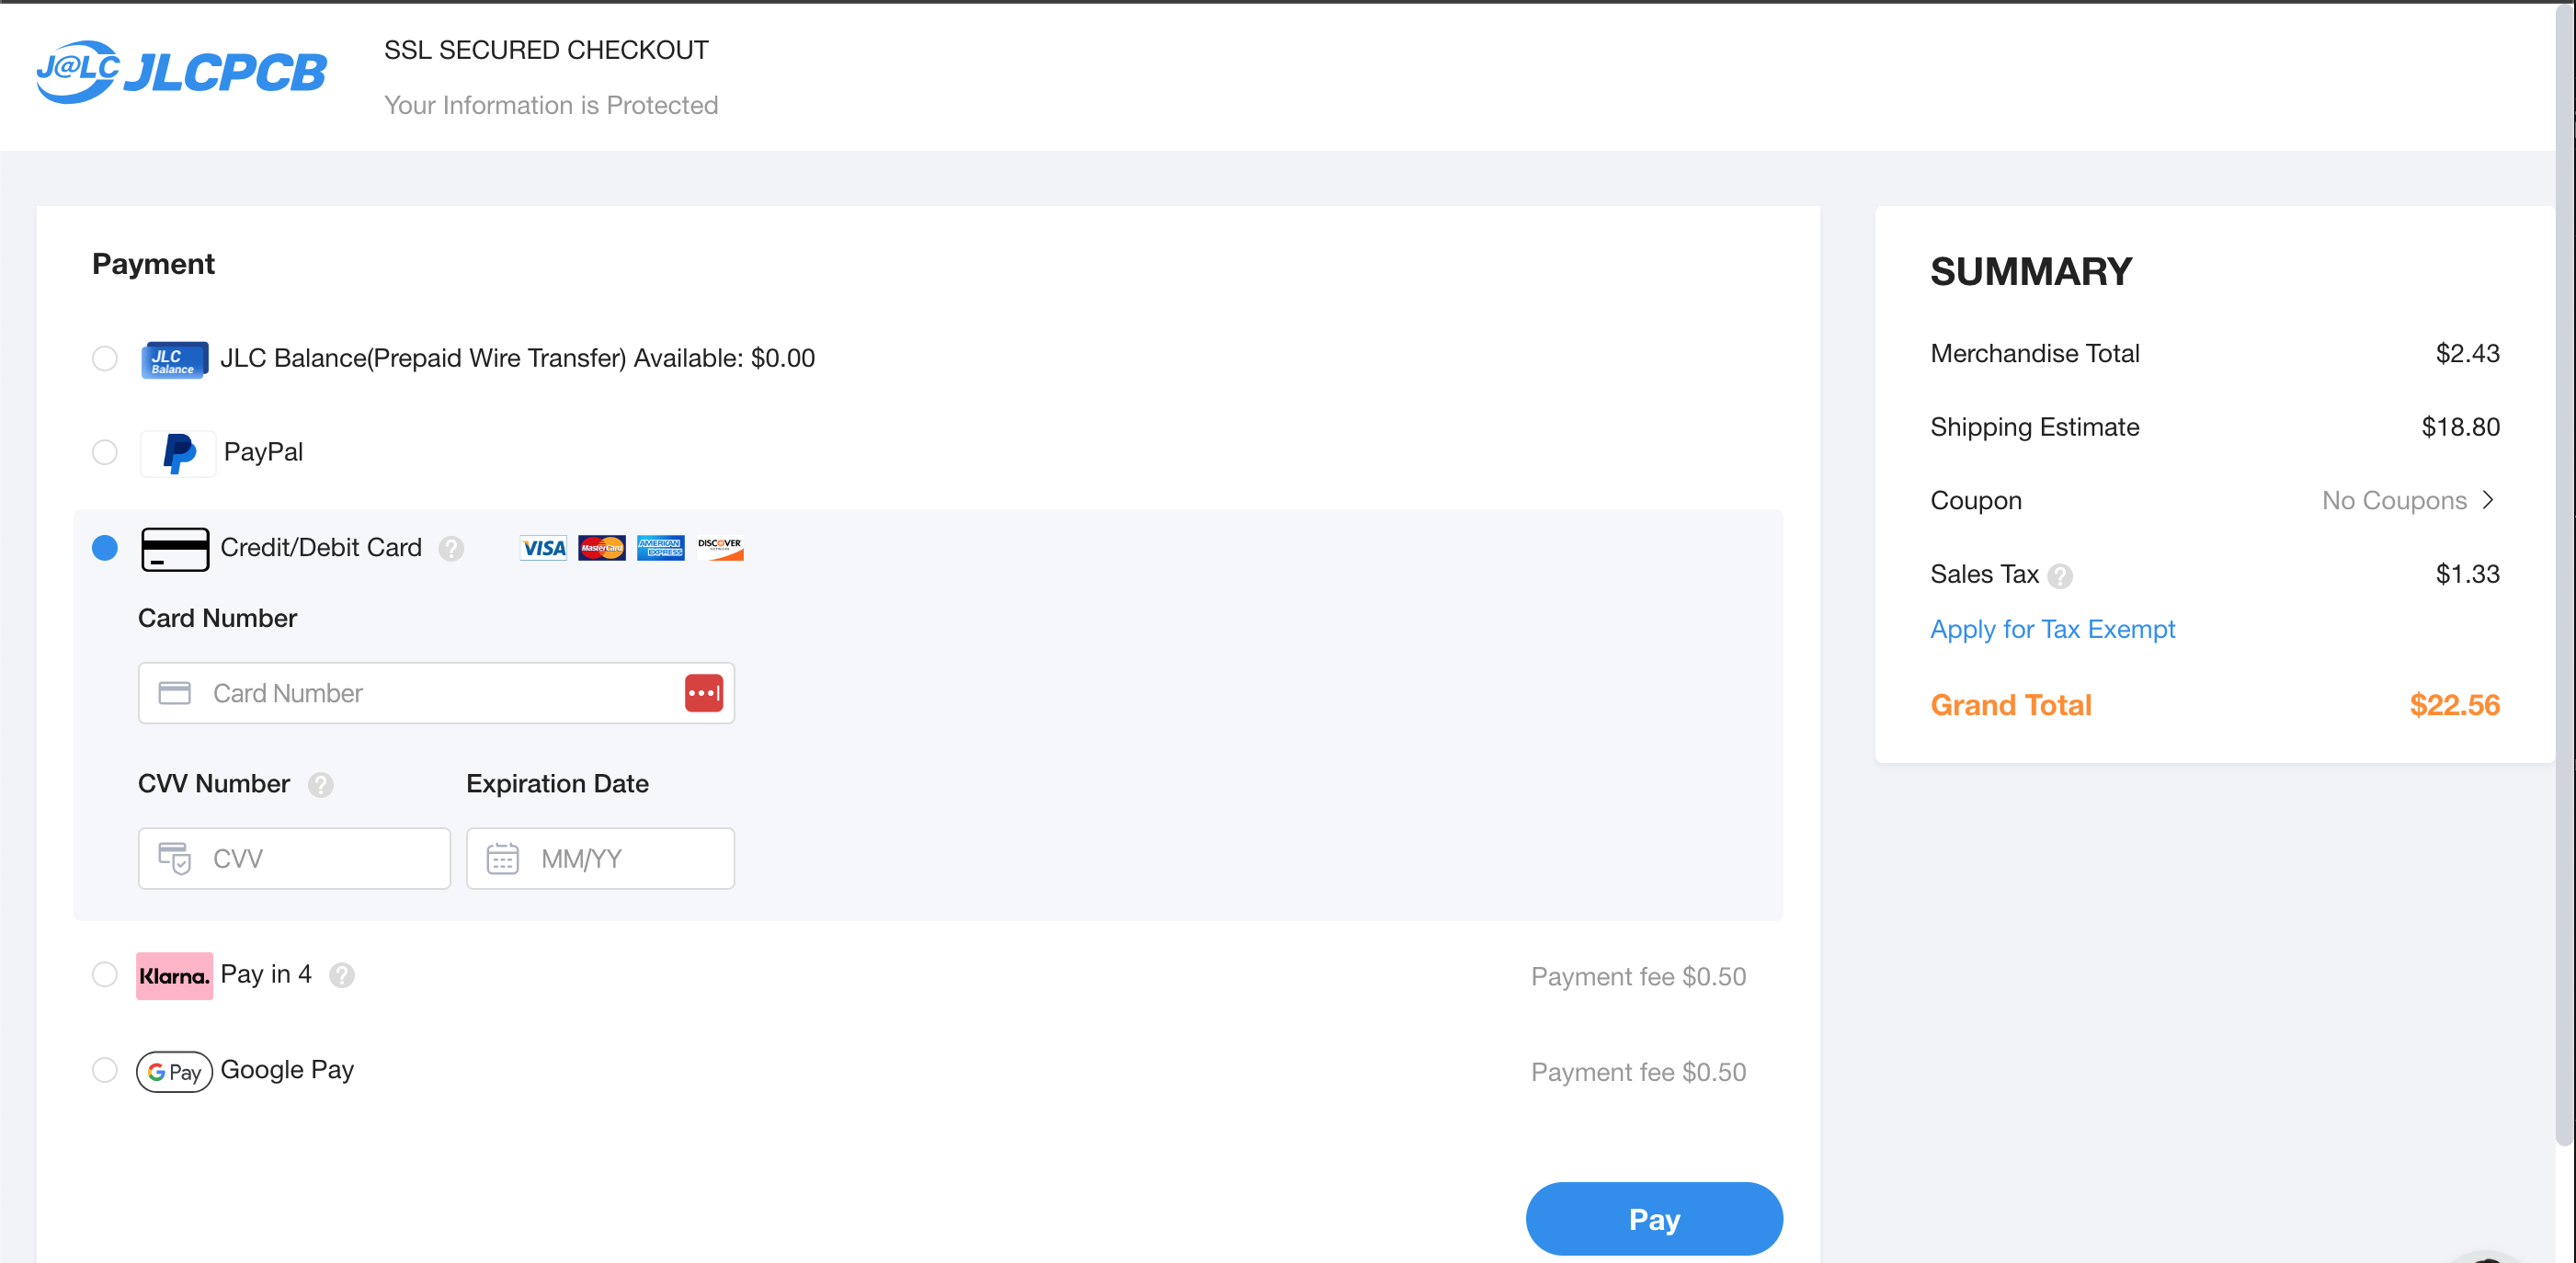 J@LC JLCPCB
SSL SECURED CHECKOUT
Your Information is Protected
Payment
JLC Balance
JLC Balance(Prepaid Wire Transfer) Available: $0.00
PayPal
Credit/Debit Card ? VISA MasterCard AMERICAN EXPRESS DISCOVER NETWORK
Card Number
Card Number
CVV Number ? Expiration Date
CVV MM/YY
Klarna. Pay in 4 ? Payment fee $0.50
G Pay Google Pay Payment fee $0.50
Pay
SUMMARY
Merchandise Total $2.43
Shipping Estimate $18.80
Coupon No Coupons >
Sales Tax ? $1.33
Apply for Tax Exempt
Grand Total $22.56